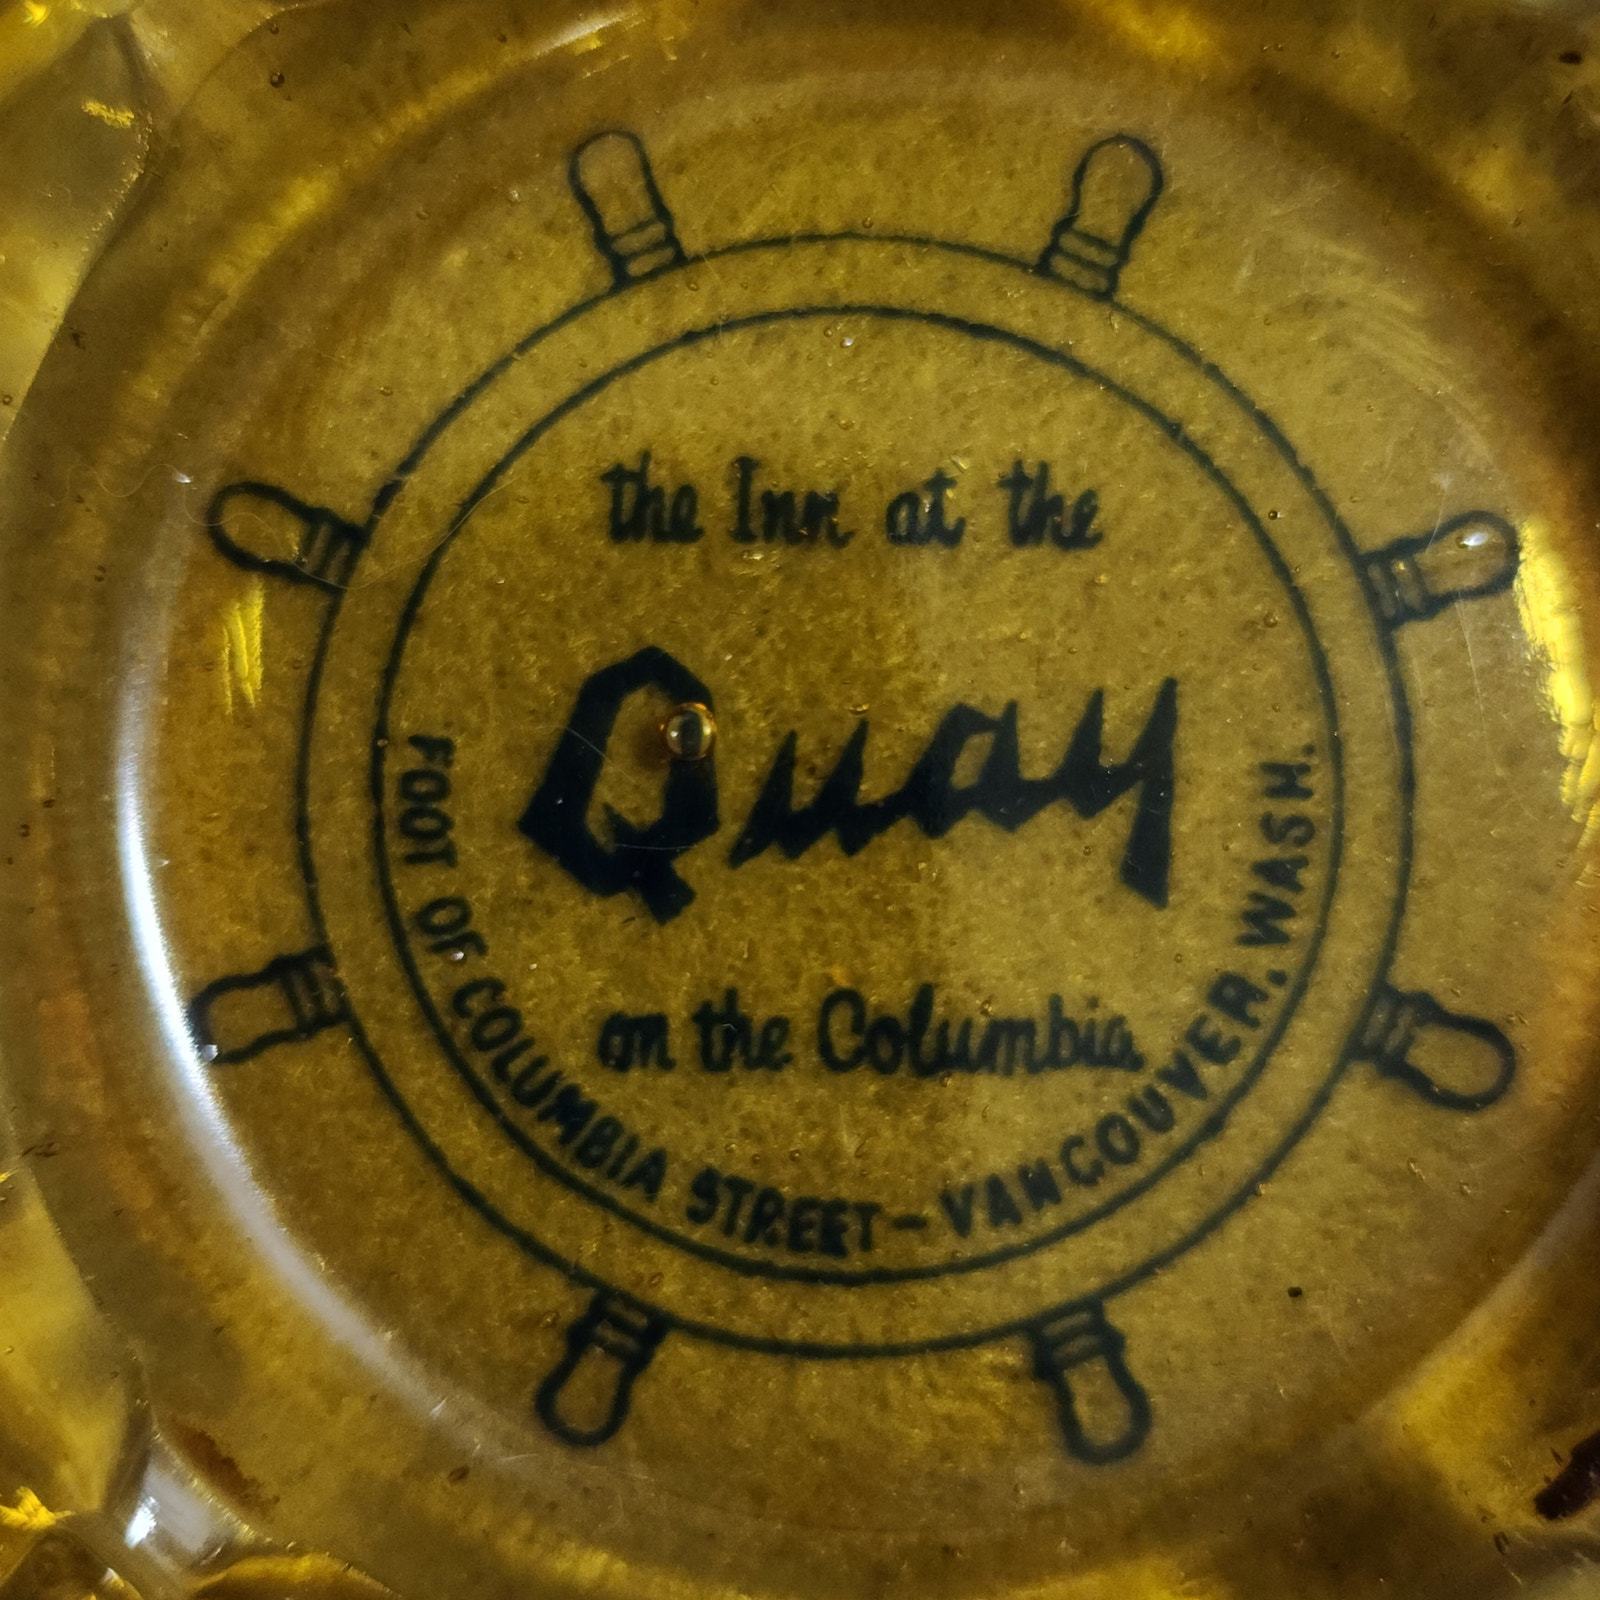 the Inn at the
Quay
on the Columbia
FOOT OF COLUMBIA STREET - VANCOUVER, WASH.